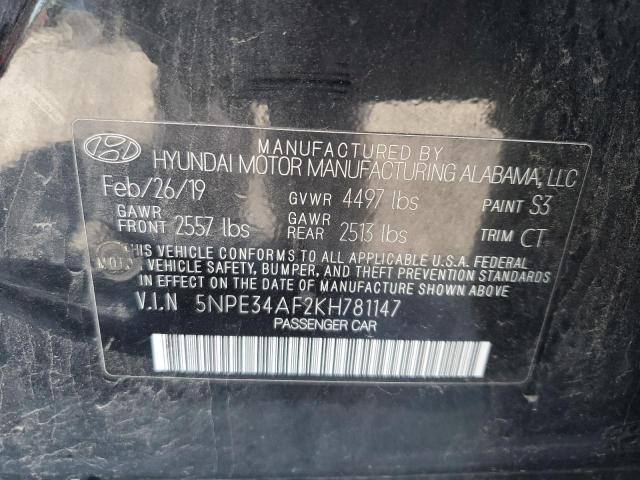 MANUFACTURED BY
HYUNDAI MOTOR MANUFACTURING ALABAMA, LLC
Feb/26/19 GVWR 4497 lbs PAINT S3
GAWR FRONT 2557 lbs GAWR REAR 2513 lbs TRIM CT
THIS VEHICLE CONFORMS TO ALL APPLICABLE U.S.A. FEDERAL
MOTOR VEHICLE SAFETY, BUMPER, AND THEFT PREVENTION STANDARDS
IN EFFECT ON THE DATE OF MANUFACTURE SHOWN ABOVE.
V.I.N 5NPE34AF2KH781147
PASSENGER CAR